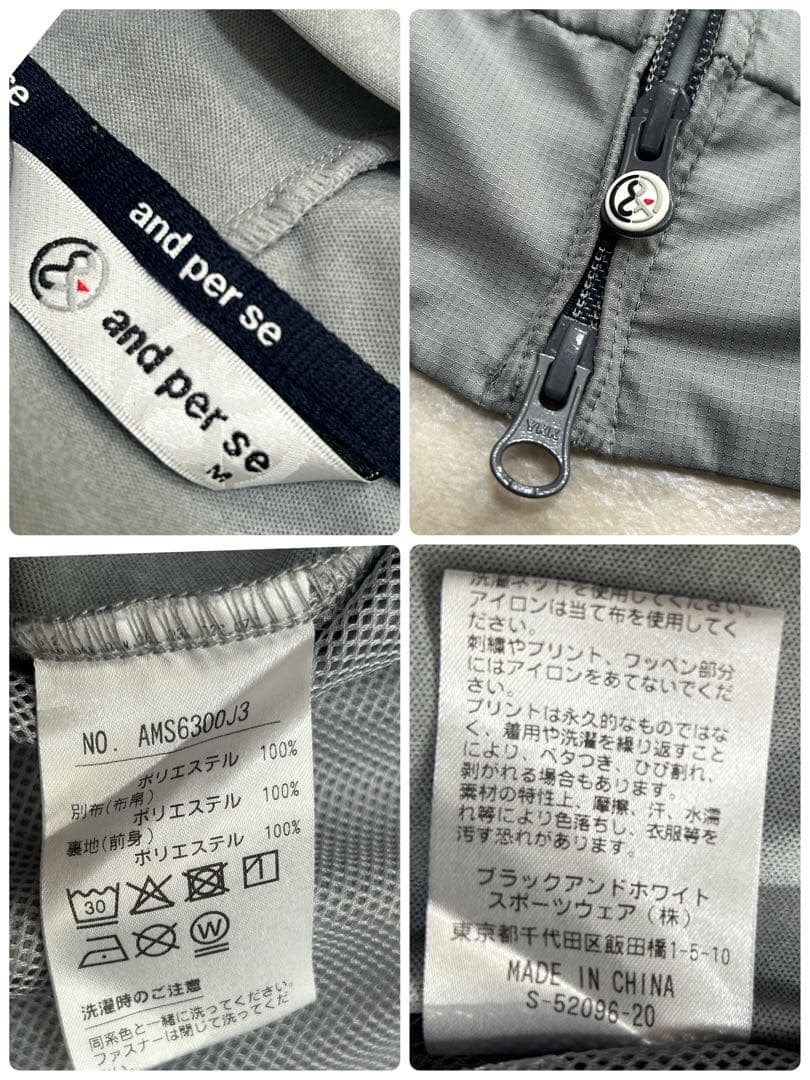 se
and per se
and per se
M
YKK
NO. AMS6300J3
ポリエステル 100%
別布(布帛)
ポリエステル 100%
裏地(前身)
ポリエステル 100%
30
W
洗濯時のご注意
同系色と一緒に洗ってください。
ファスナーは閉じて洗ってくだ
洗濯ネットを使用してください。
アイロンは当て布を使用してく
ださい。
刺繍やプリント、ワッペン部分
にはアイロンをあてないでくだ
さい。
プリントは永久的なものではな
く、着用や洗濯を繰り返すこと
により、ベタつき、ひび割れ、
剥がれる場合もあります。
素材の特性上、摩擦、汗、水濡
れ等により色落ちし、衣服等を
汚す恐れがあります。
ブラックアンドホワイト
スポーツウェア(株)
東京都千代田区飯田橋1-5-10
MADE IN CHINA
S-52096-20